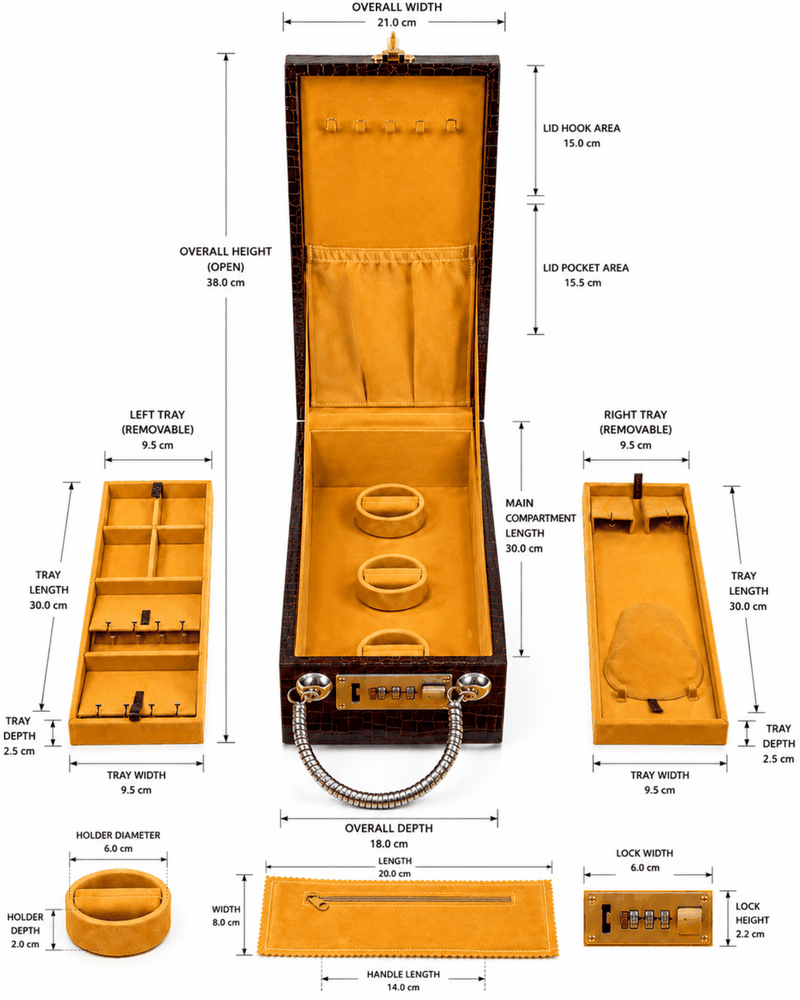 OVERALL WIDTH
21.0 cm
LID HOOK AREA
15.0 cm
OVERALL HEIGHT
(OPEN)
38.0 cm
LID POCKET AREA
15.5 cm
LEFT TRAY
(REMOVABLE)
9.5 cm
RIGHT TRAY
(REMOVABLE)
9.5 cm
MAIN
COMPARTMENT
LENGTH
30.0 cm
TRAY
LENGTH
30.0 cm
TRAY
LENGTH
30.0 cm
TRAY
DEPTH
2.5 cm
TRAY
DEPTH
2.5 cm
TRAY WIDTH
9.5 cm
TRAY WIDTH
9.5 cm
OVERALL DEPTH
18.0 cm
HOLDER DIAMETER
6.0 cm
HOLDER
DEPTH
2.0 cm
LENGTH
20.0 cm
WIDTH
8.0 cm
HANDLE LENGTH
14.0 cm
LOCK WIDTH
6.0 cm
LOCK
HEIGHT
2.2 cm